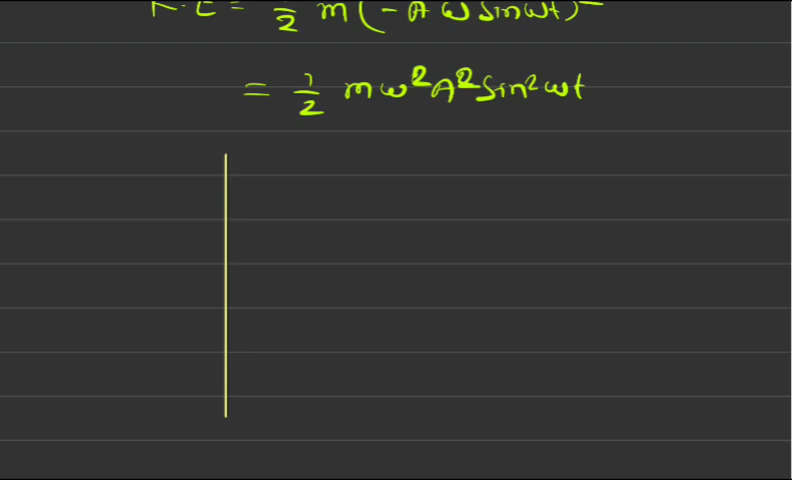 K.E = 1/2 m(-Aω sinωt)²
= 1/2 mω²A²sin²ωt